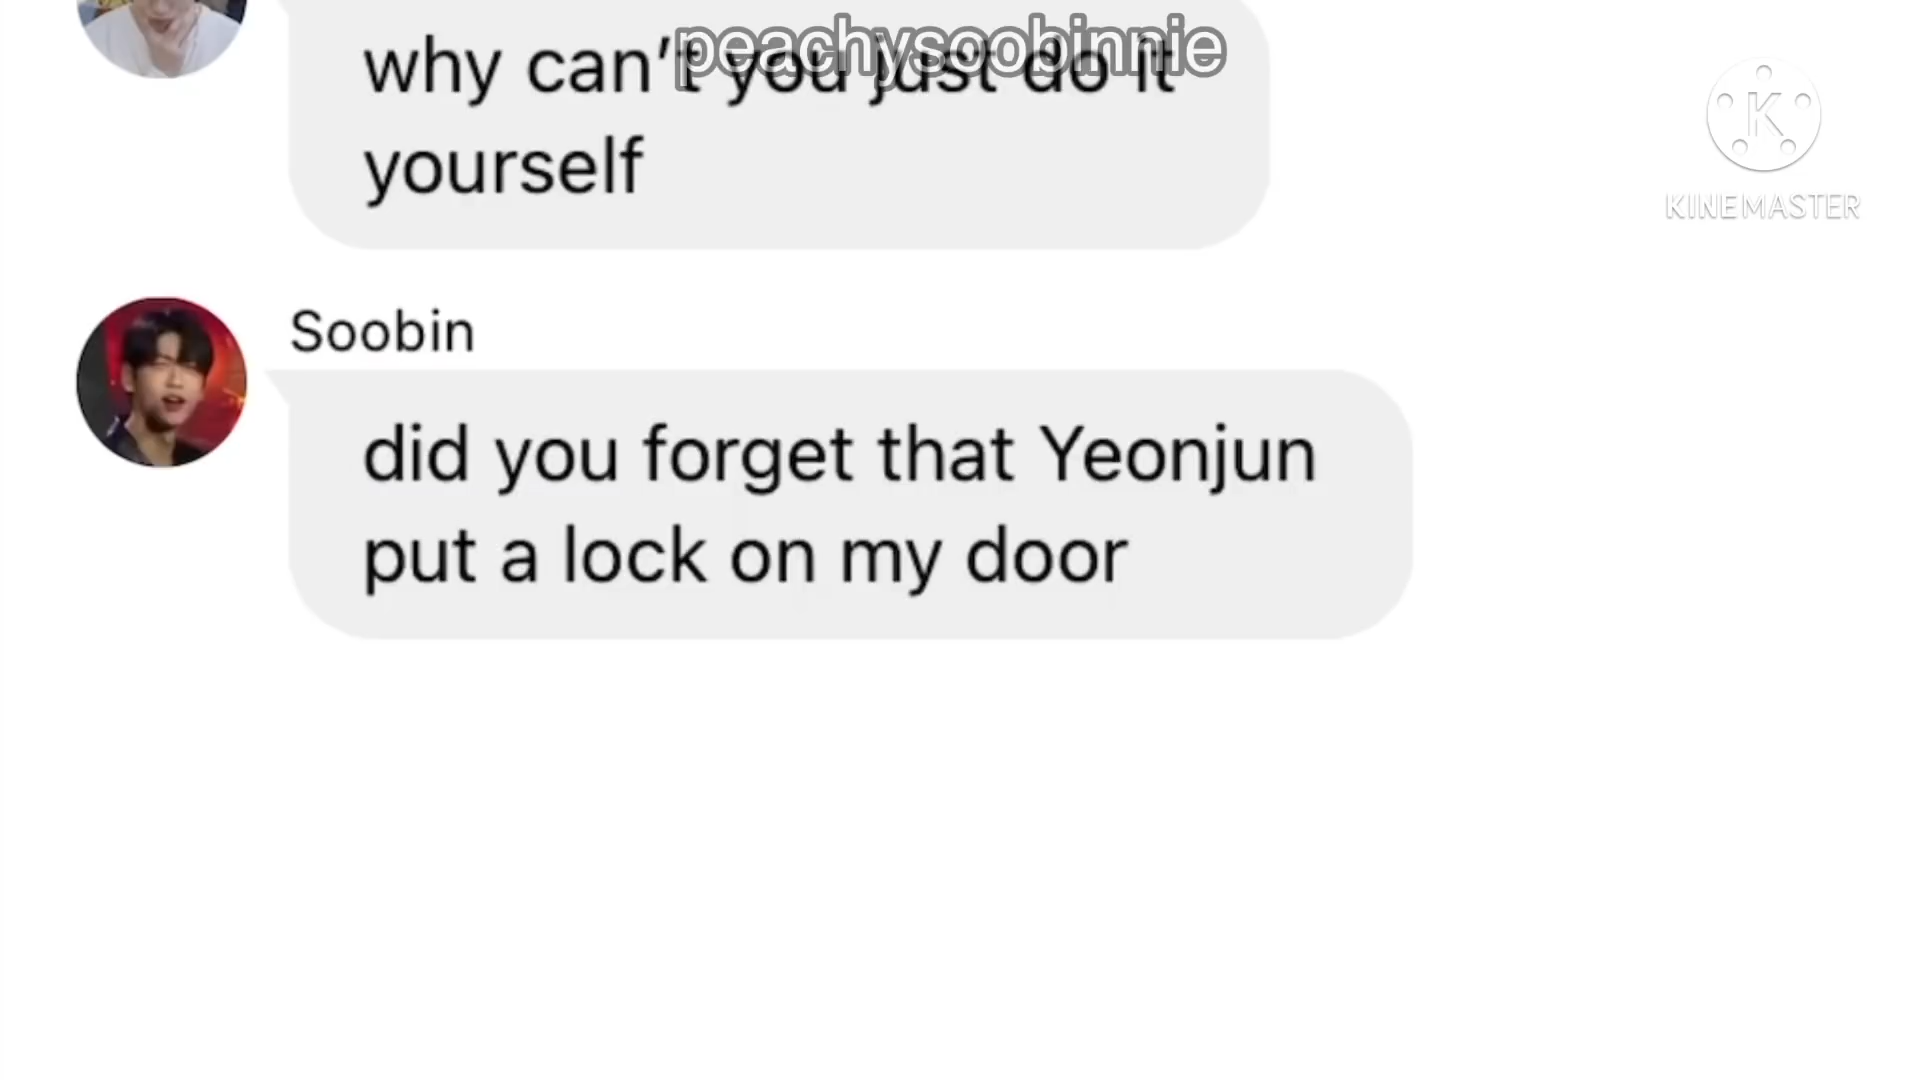 peachysoobinnie
why can't you just do it
yourself
KINEMASTER
Soobin
did you forget that Yeonjun
put a lock on my door